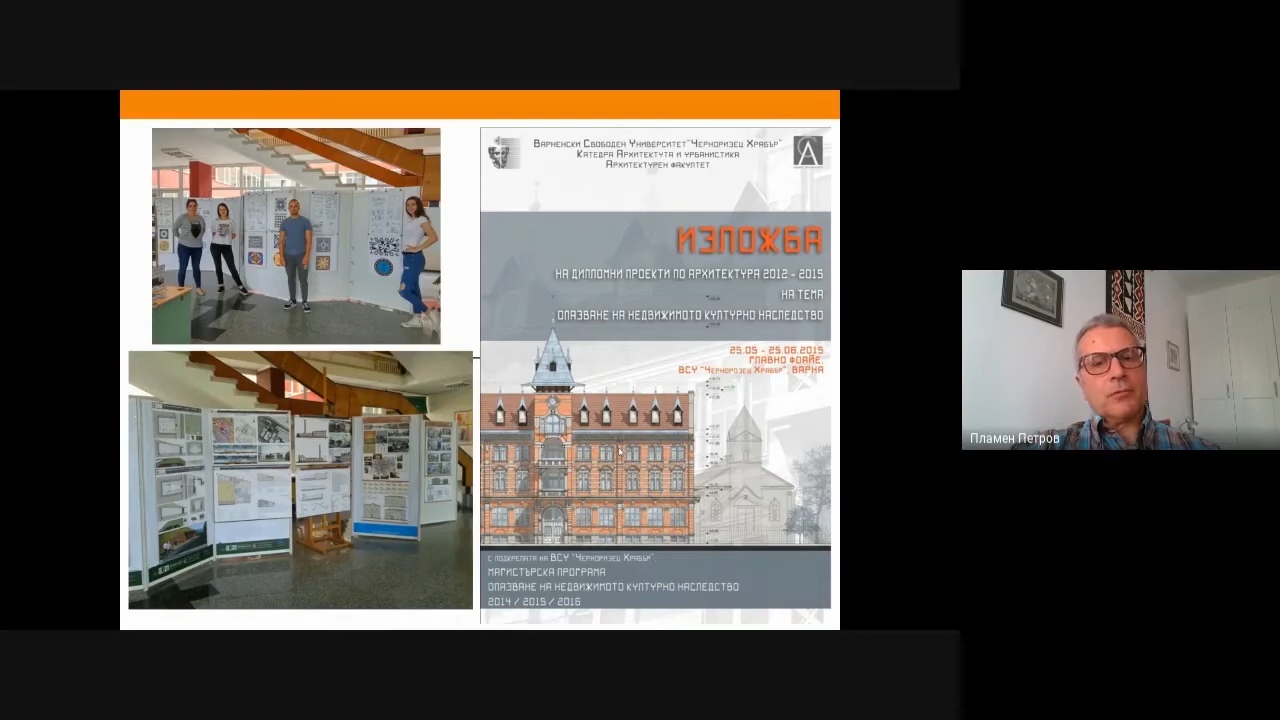 Варненски Свободен Университет "Черноризец Храбър"
Катедра Архитектута и урбанистика
Архитектурен факултет
ИЗЛОЖБА
НА ДИПЛОМНИ ПРОЕКТИ ПО АРХИТЕКТУРА 2012 - 2015
НА ТЕМА
ОПАЗВАНЕ НА НЕДВИЖИМОТО КУЛТУРНО НАСЛЕДСТВО
25.05 - 25.06.2015
ГЛАВНО ФОАЙЕ,
ВСУ "Чернорозец Храбър", ВАРНА
с подкрепата на ВСУ "Черноризец Храбър"
МАГИСТЪРСКА ПРОГРАМА
ОПАЗВАНЕ НА НЕДВИЖИМОТО КУЛТУРНО НАСЛЕДСТВО
2014 / 2015 / 2016
Пламен Петров